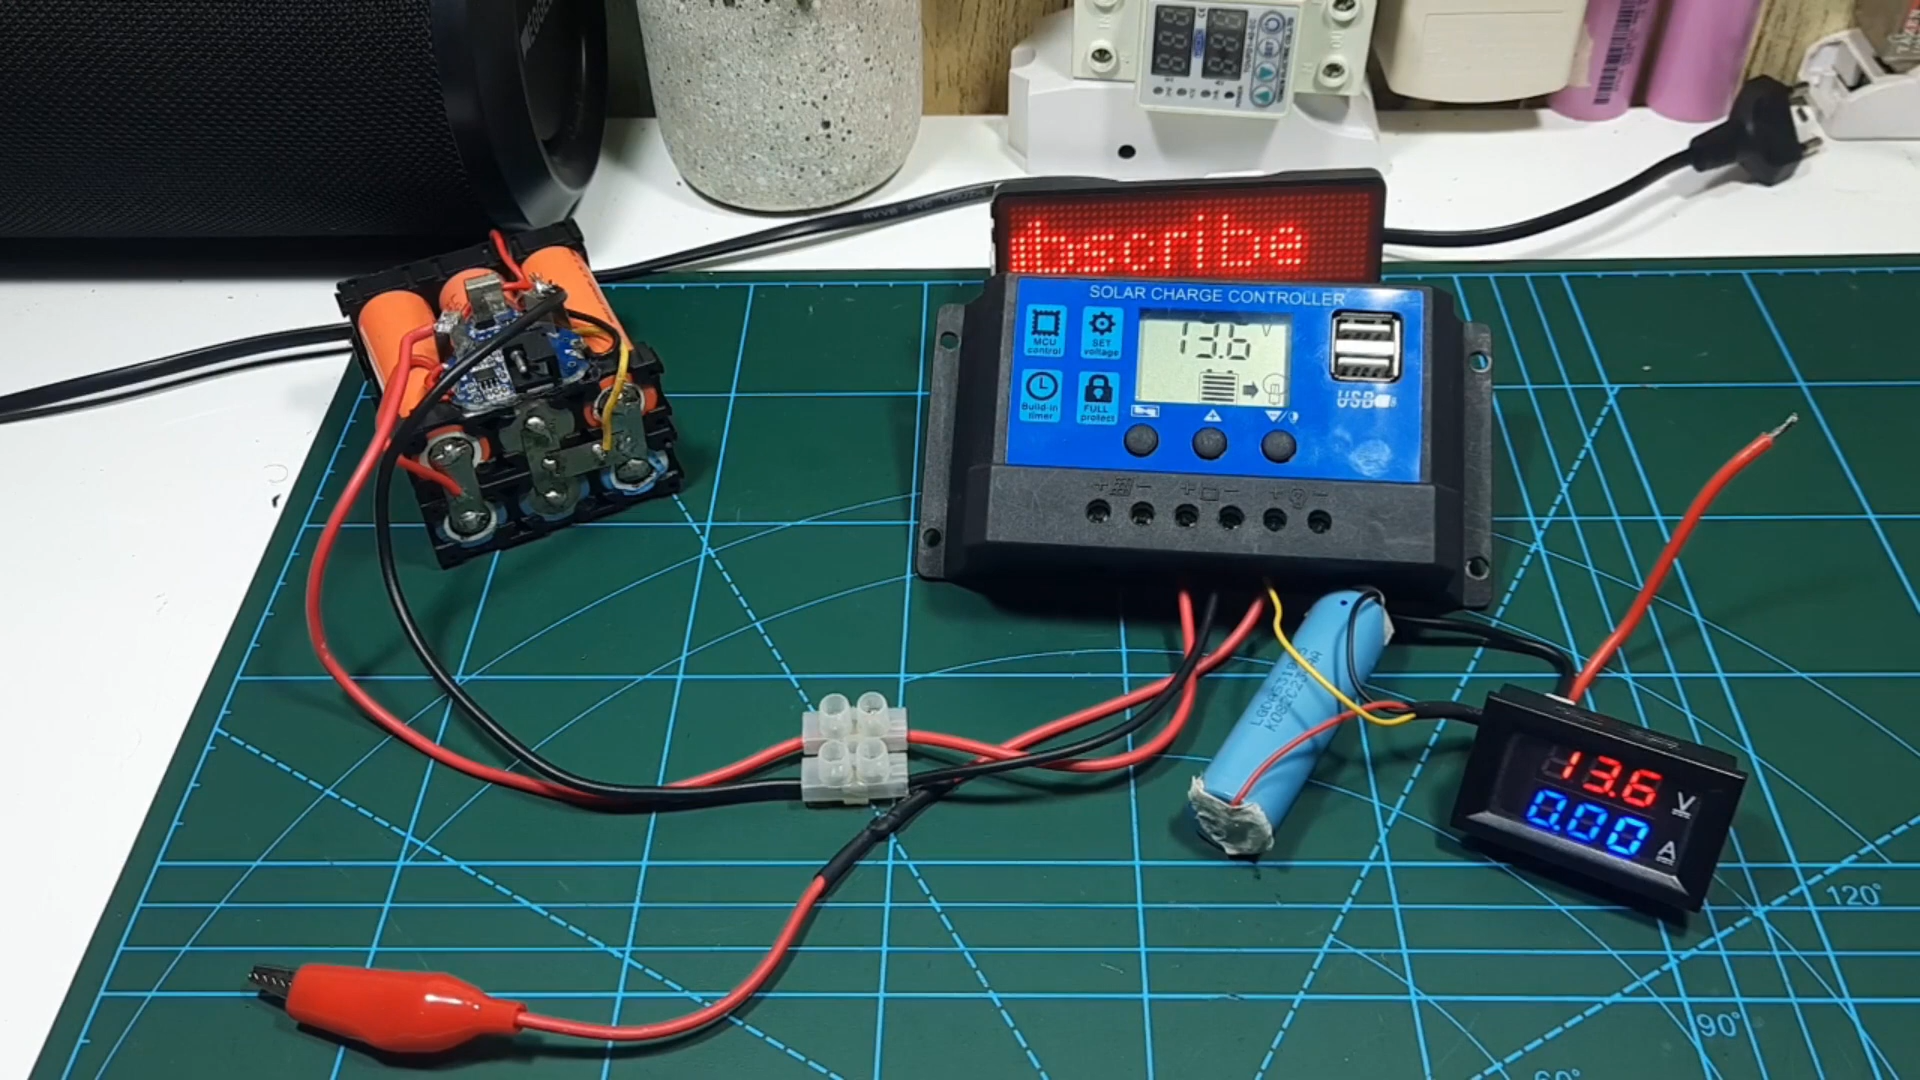 bscribe
SOLAR CHARGE CONTROLLER
MCU
control
SET
voltage
Build-in
timer
FULL
protect
13.6 V
USB
13.6 V
0.00 A
120°
90°
60°